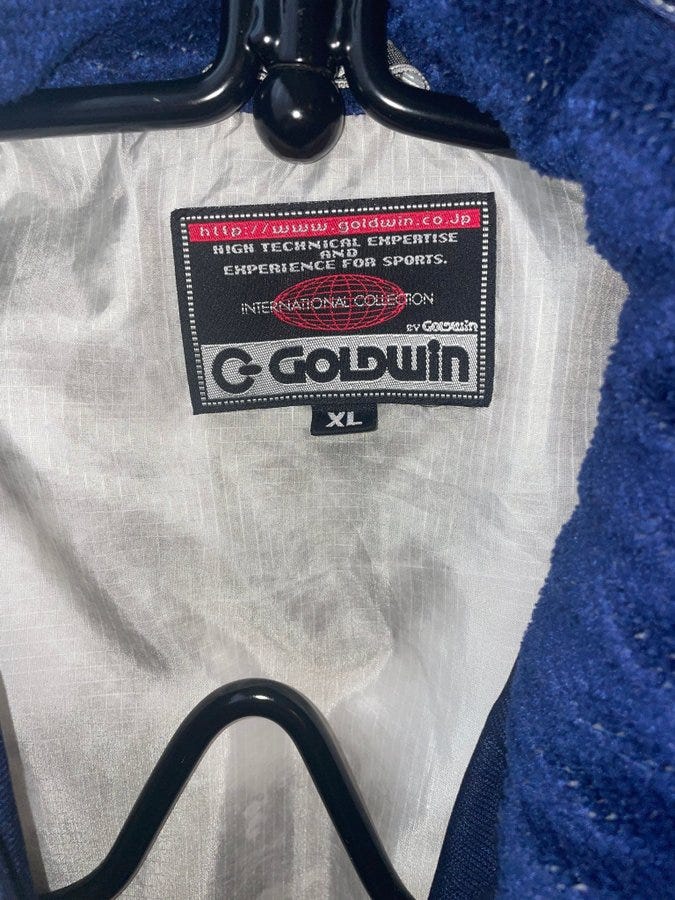 http://www.goldwin.co.jp
HIGH TECHNICAL EXPERTISE
AND
EXPERIENCE FOR SPORTS.
INTERNATIONAL COLLECTION
BY GOLDWin
GOLDWin
XL